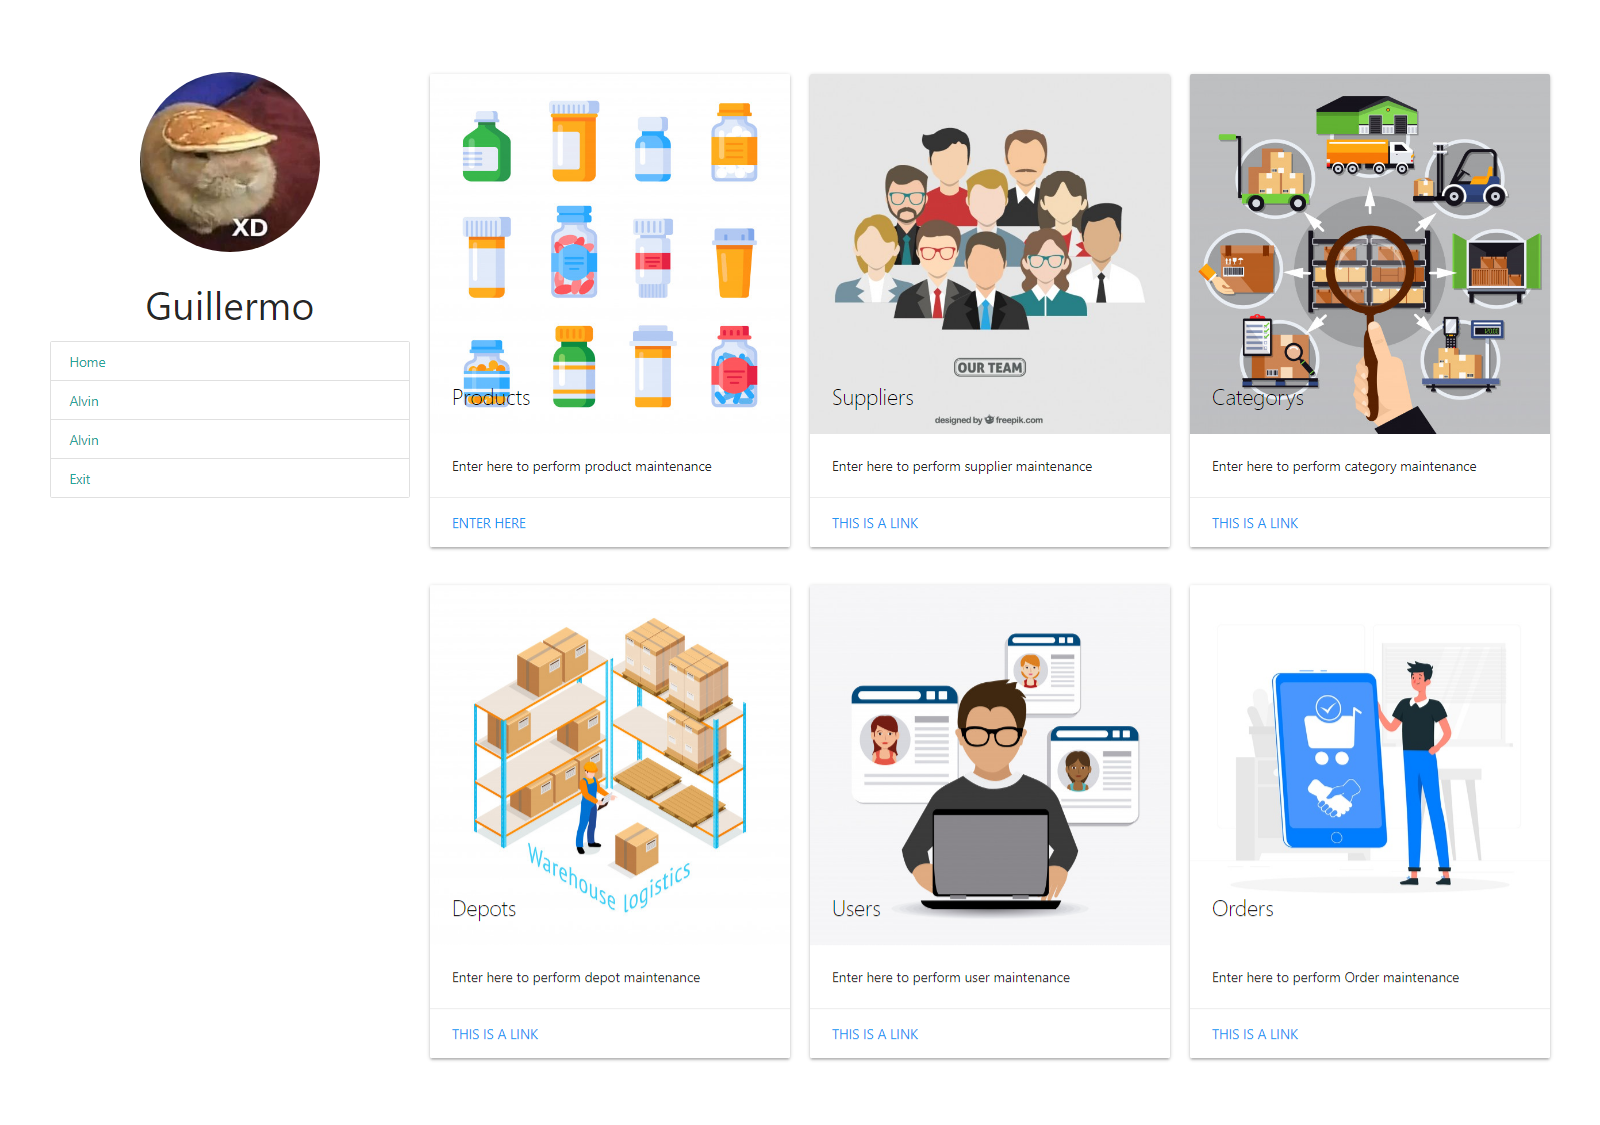 XD
Guillermo
Home
Alvin
Alvin
Exit
Products
Enter here to perform product maintenance
ENTER HERE
OUR TEAM
Suppliers
designed by freepik.com
Enter here to perform supplier maintenance
THIS IS A LINK
Categorys
Enter here to perform category maintenance
THIS IS A LINK
Warehouse logistics
Depots
Enter here to perform depot maintenance
THIS IS A LINK
Users
Enter here to perform user maintenance
THIS IS A LINK
Orders
Enter here to perform Order maintenance
THIS IS A LINK